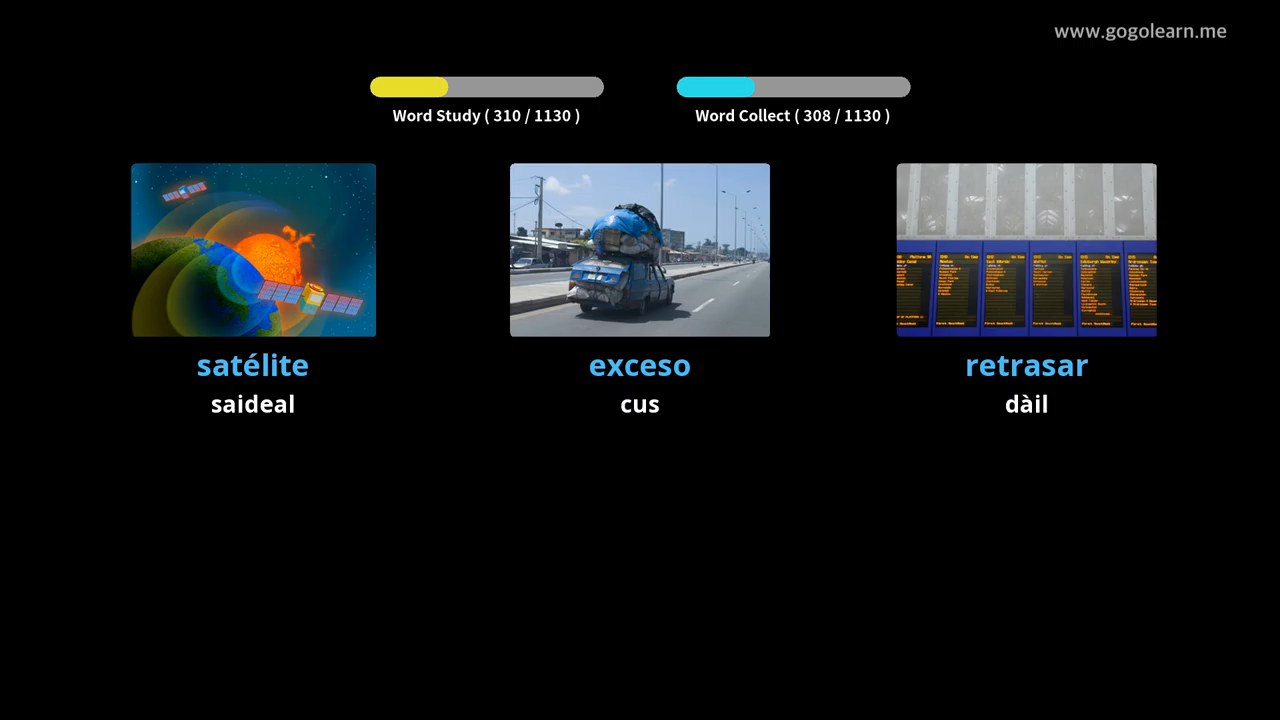 www.gogolearn.me
Word Study ( 310 / 1130 )
Word Collect ( 308 / 1130 )
satélite
exceso
retrasar
saideal
cus
dàil